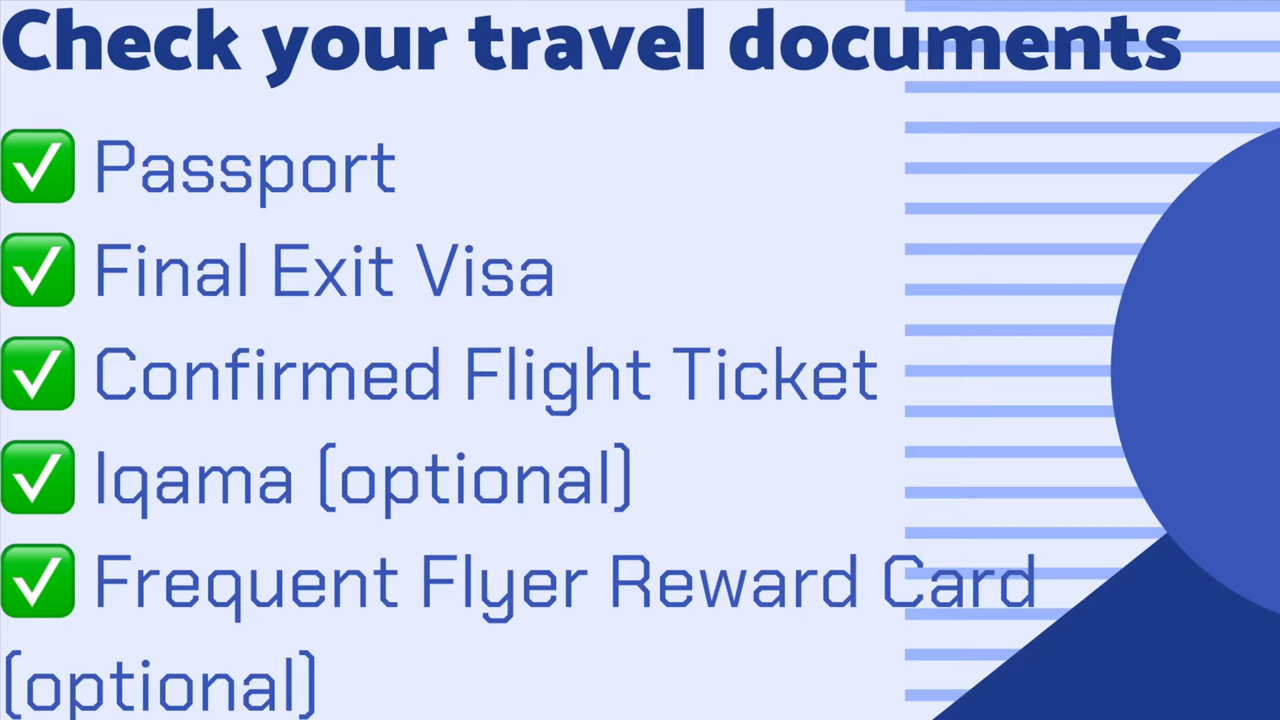 Check your travel documents
✅ Passport
✅ Final Exit Visa
✅ Confirmed Flight Ticket
✅ Iqama (optional)
✅ Frequent Flyer Reward Card
(optional)